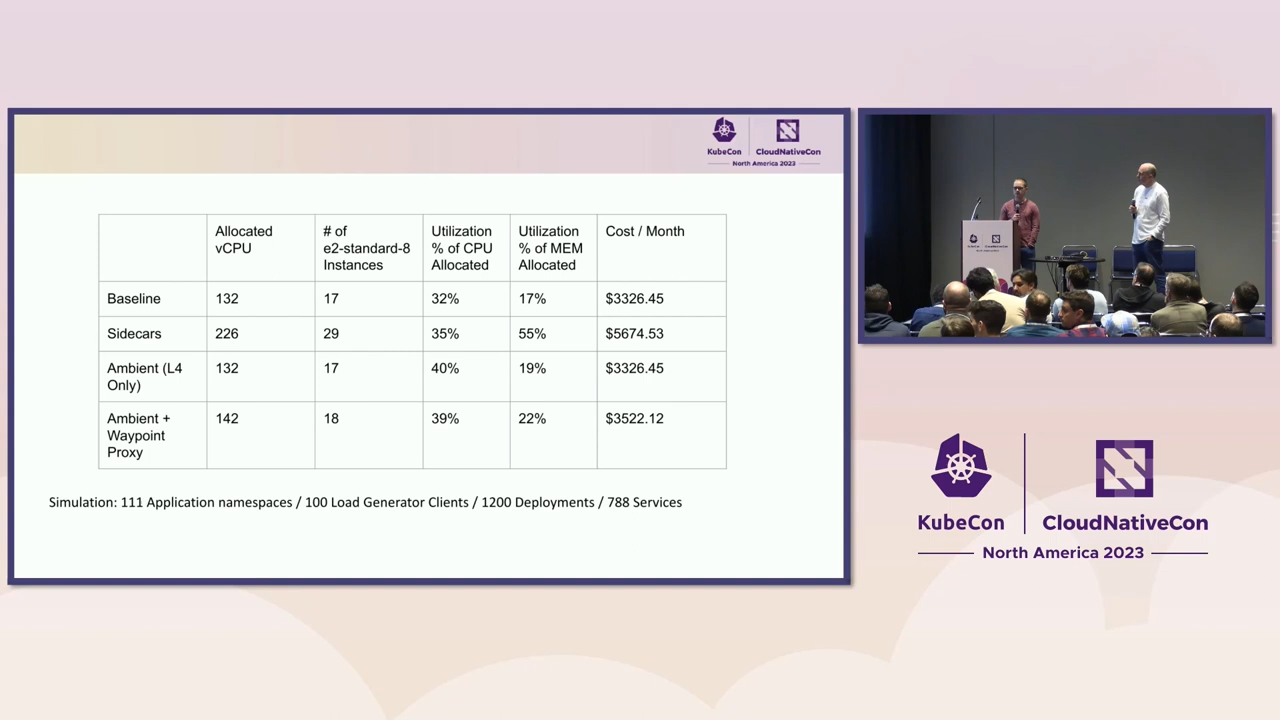 KubeCon
CloudNativeCon
North America 2023
Allocated
vCPU
# of
e2-standard-8
Instances
Utilization
% of CPU
Allocated
Utilization
% of MEM
Allocated
Cost / Month
Baseline
132
17
32%
17%
$3326.45
Sidecars
226
29
35%
55%
$5674.53
Ambient (L4
Only)
132
17
40%
19%
$3326.45
Ambient +
Waypoint
Proxy
142
18
39%
22%
$3522.12
Simulation: 111 Application namespaces / 100 Load Generator Clients / 1200 Deployments / 788 Services
KubeCon
CloudNativeCon
North America 2023